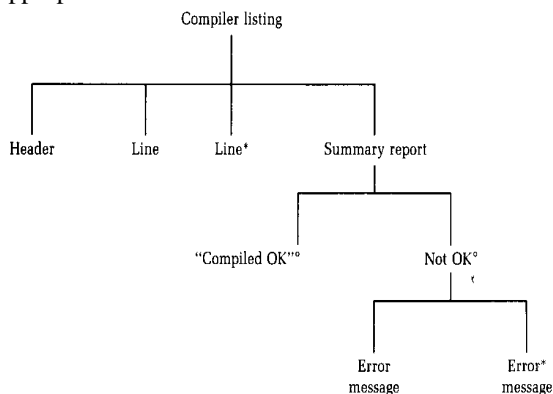 Compiler listing
Header Line Line* Summary report
"Compiled OK"° Not OK°
Error Error*
message message